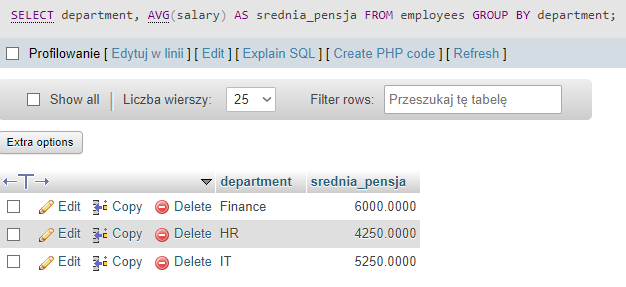 SELECT department, AVG(salary) AS srednia_pensja FROM employees GROUP BY department;
Profilowanie [ Edytuj w linii ] [ Edit ] [ Explain SQL ] [ Create PHP code ] [ Refresh ]
Show all Liczba wierszy: 25 Filter rows: Przeszukaj tę tabelę
Extra options
←T→ department srednia_pensja
Edit Copy Delete Finance 6000.0000
Edit Copy Delete HR 4250.0000
Edit Copy Delete IT 5250.0000